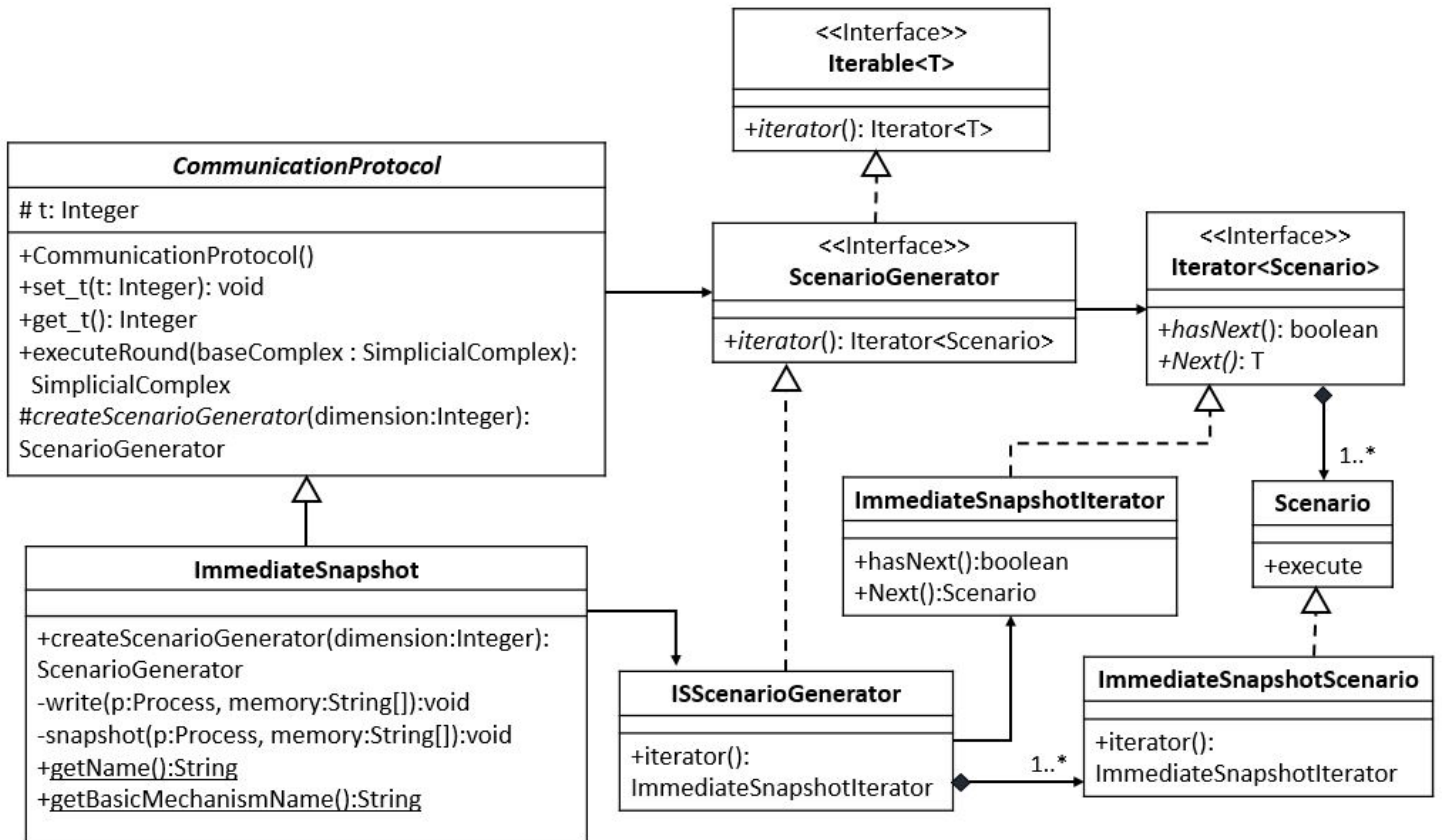 <<Interface>>
Iterable<T>
+iterator(): Iterator<T>
CommunicationProtocol
# t: Integer
+CommunicationProtocol()
+set_t(t: Integer): void
+get_t(): Integer
+executeRound(baseComplex : SimplicialComplex):
SimplicialComplex
#createScenarioGenerator(dimension:Integer):
ScenarioGenerator
<<Interface>>
ScenarioGenerator
+iterator(): Iterator<Scenario>
<<Interface>>
Iterator<Scenario>
+hasNext(): boolean
+Next(): T
1..*
ImmediateSnapshotIterator
+hasNext():boolean
+Next():Scenario
Scenario
+execute
ImmediateSnapshot
+createScenarioGenerator(dimension:Integer):
ScenarioGenerator
-write(p:Process, memory:String[]):void
-snapshot(p:Process, memory:String[]):void
+getName():String
+getBasicMechanismName():String
ISScenarioGenerator
+iterator():
ImmediateSnapshotIterator
1..*
ImmediateSnapshotScenario
+iterator():
ImmediateSnapshotIterator